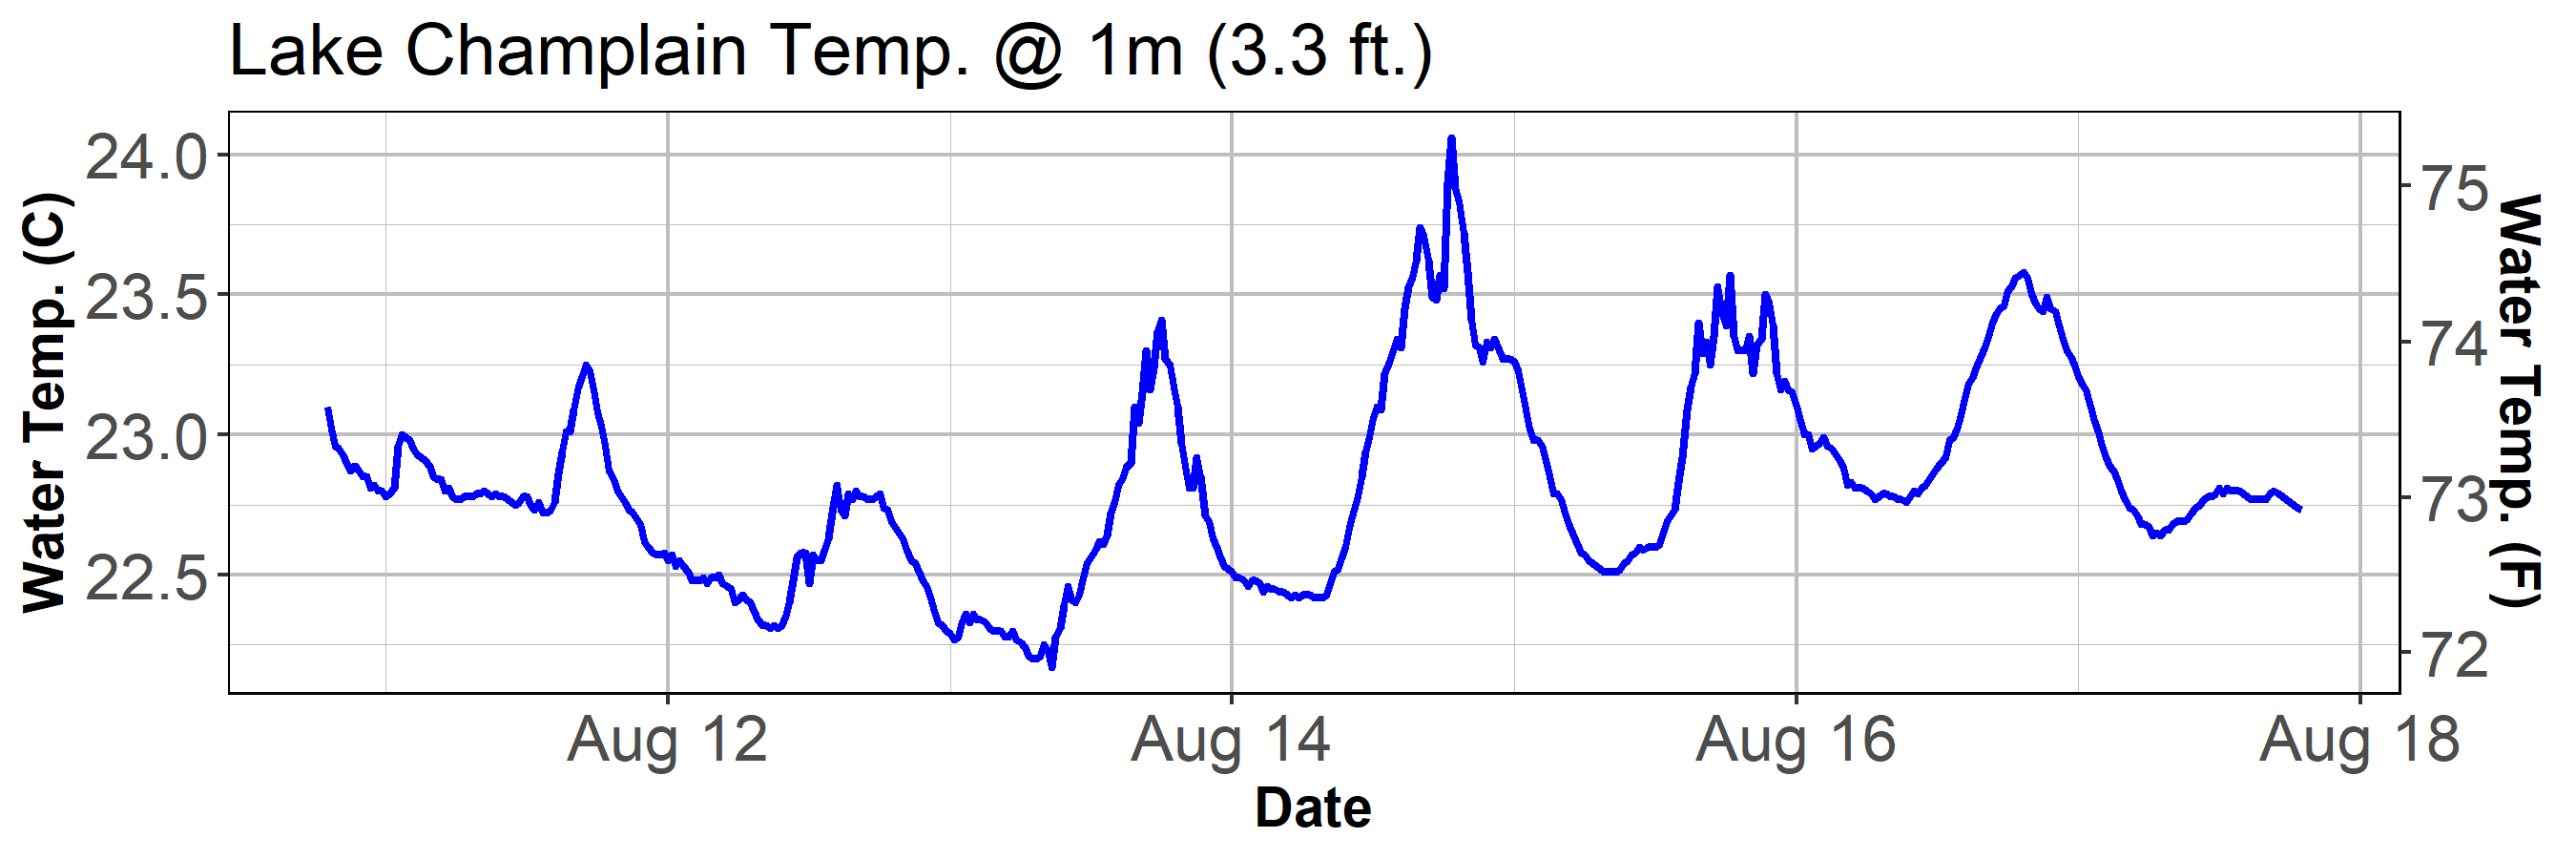 Lake Champlain Temp. @ 1m (3.3 ft.)
Water Temp. (C)
24.0
23.5
23.0
22.5
75
74
73
72
Water Temp. (F)
Aug 12 Aug 14 Aug 16 Aug 18
Date